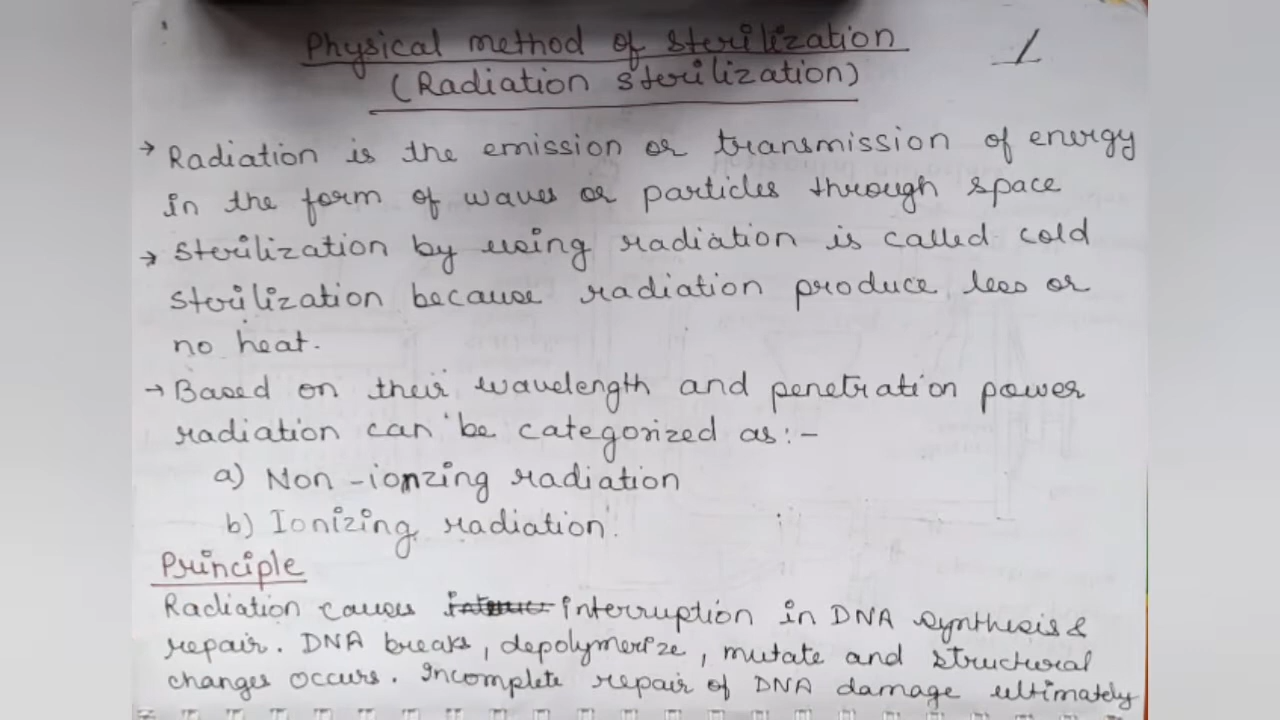 Physical method of sterilization
1
(Radiation sterilization)
→ Radiation is the emission or transmission of energy
in the form of waves or particles through space
→ Sterilization by using radiation is called cold
sterilization because radiation produce less or
no heat.
→ Based on their wavelength and penetration power
radiation can be categorized as:-
a) Non-ionzing radiation
b) Ionizing radiation.
Principle
Radiation causes interruption in DNA synthesis &
repair. DNA breaks, depolymerize, mutate and structural
changes occurs. Incomplete repair of DNA damage ultimately